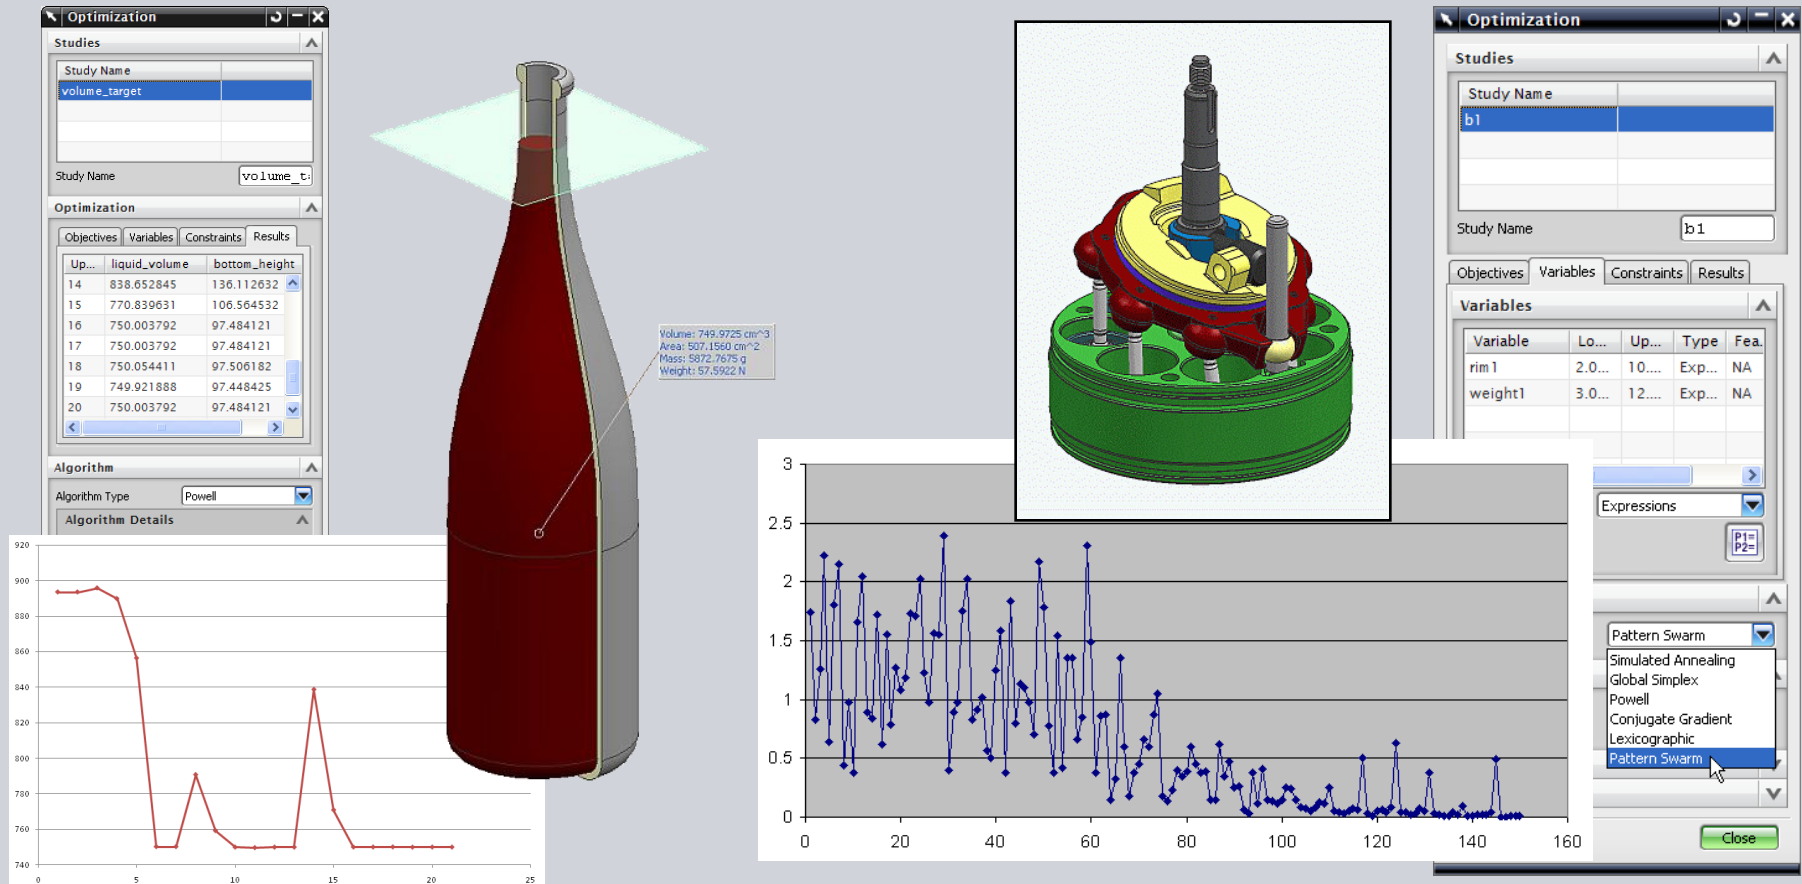 Optimization
Studies
Study Name
volume_target
Study Name volume_t
Optimization
Objectives Variables Constraints Results
Up... liquid_volume bottom_height
14 838.652845 136.112632
15 770.839631 106.564532
16 750.003792 97.484121
17 750.003792 97.484121
18 750.054411 97.506182
19 749.921888 97.448425
20 750.003792 97.484121
Algorithm
Algorithm Type Powell
Algorithm Details
920
900
880
860
840
820
800
780
760
740
0 5 10 15 20 25
Volume: 749.9725 cm^3
Area: 507.1560 cm^2
Mass: 5872.7675 g
Weight: 57.5922 N
3
2.5
2
1.5
1
0.5
0
0 20 40 60 80 100 120 140 160
Optimization
Studies
Study Name
b1
Study Name b1
Objectives Variables Constraints Results
Variables
Variable Lo... Up... Type Fea.
rim1 2.0... 10.... Exp... NA
weight1 3.0... 12.... Exp... NA
Expressions
P1=
P2=
Pattern Swarm
Simulated Annealing
Global Simplex
Powell
Conjugate Gradient
Lexicographic
Pattern Swarm
Close